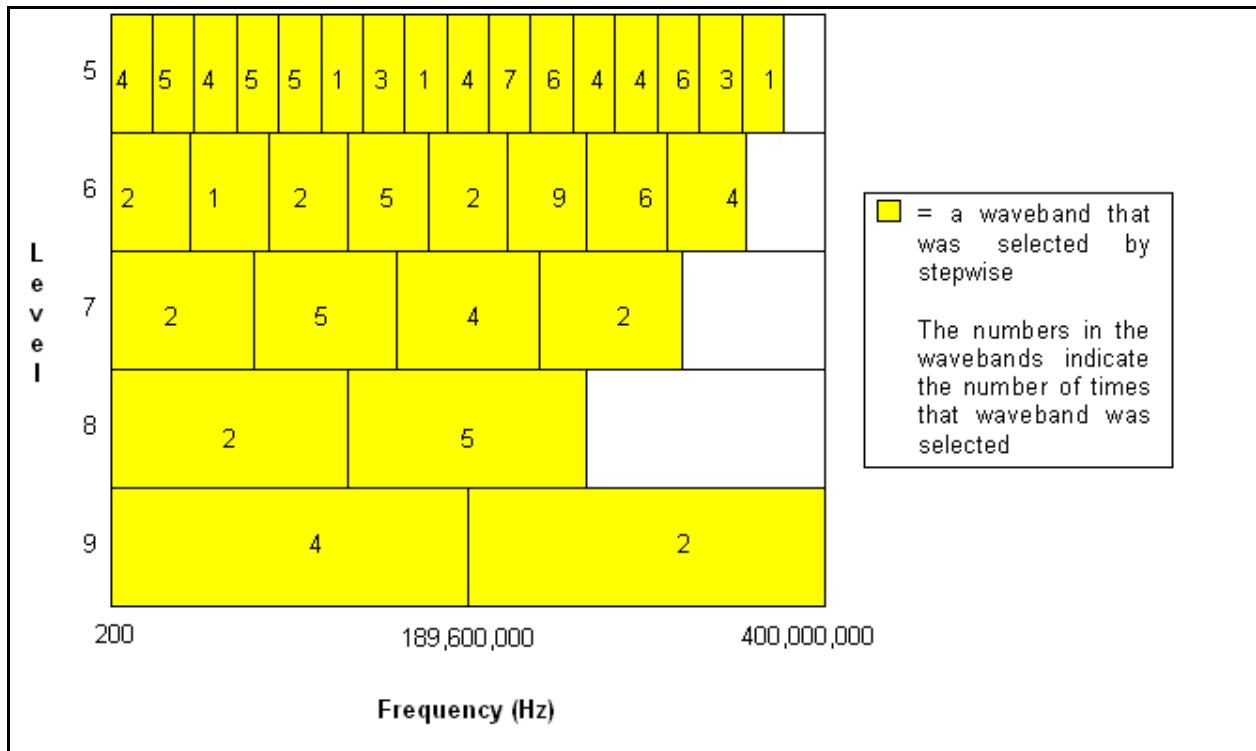 5 4 5 4 5 5 1 3 1 4 7 6 4 4 6 3 1
6 2 1 2 5 2 9 6 4
7 2 5 4 2
8 2 5
9 4 2
Level
200 189,600,000 400,000,000
Frequency (Hz)
= a waveband that
was selected by
stepwise
The numbers in the
wavebands indicate
the number of times
that waveband was
selected